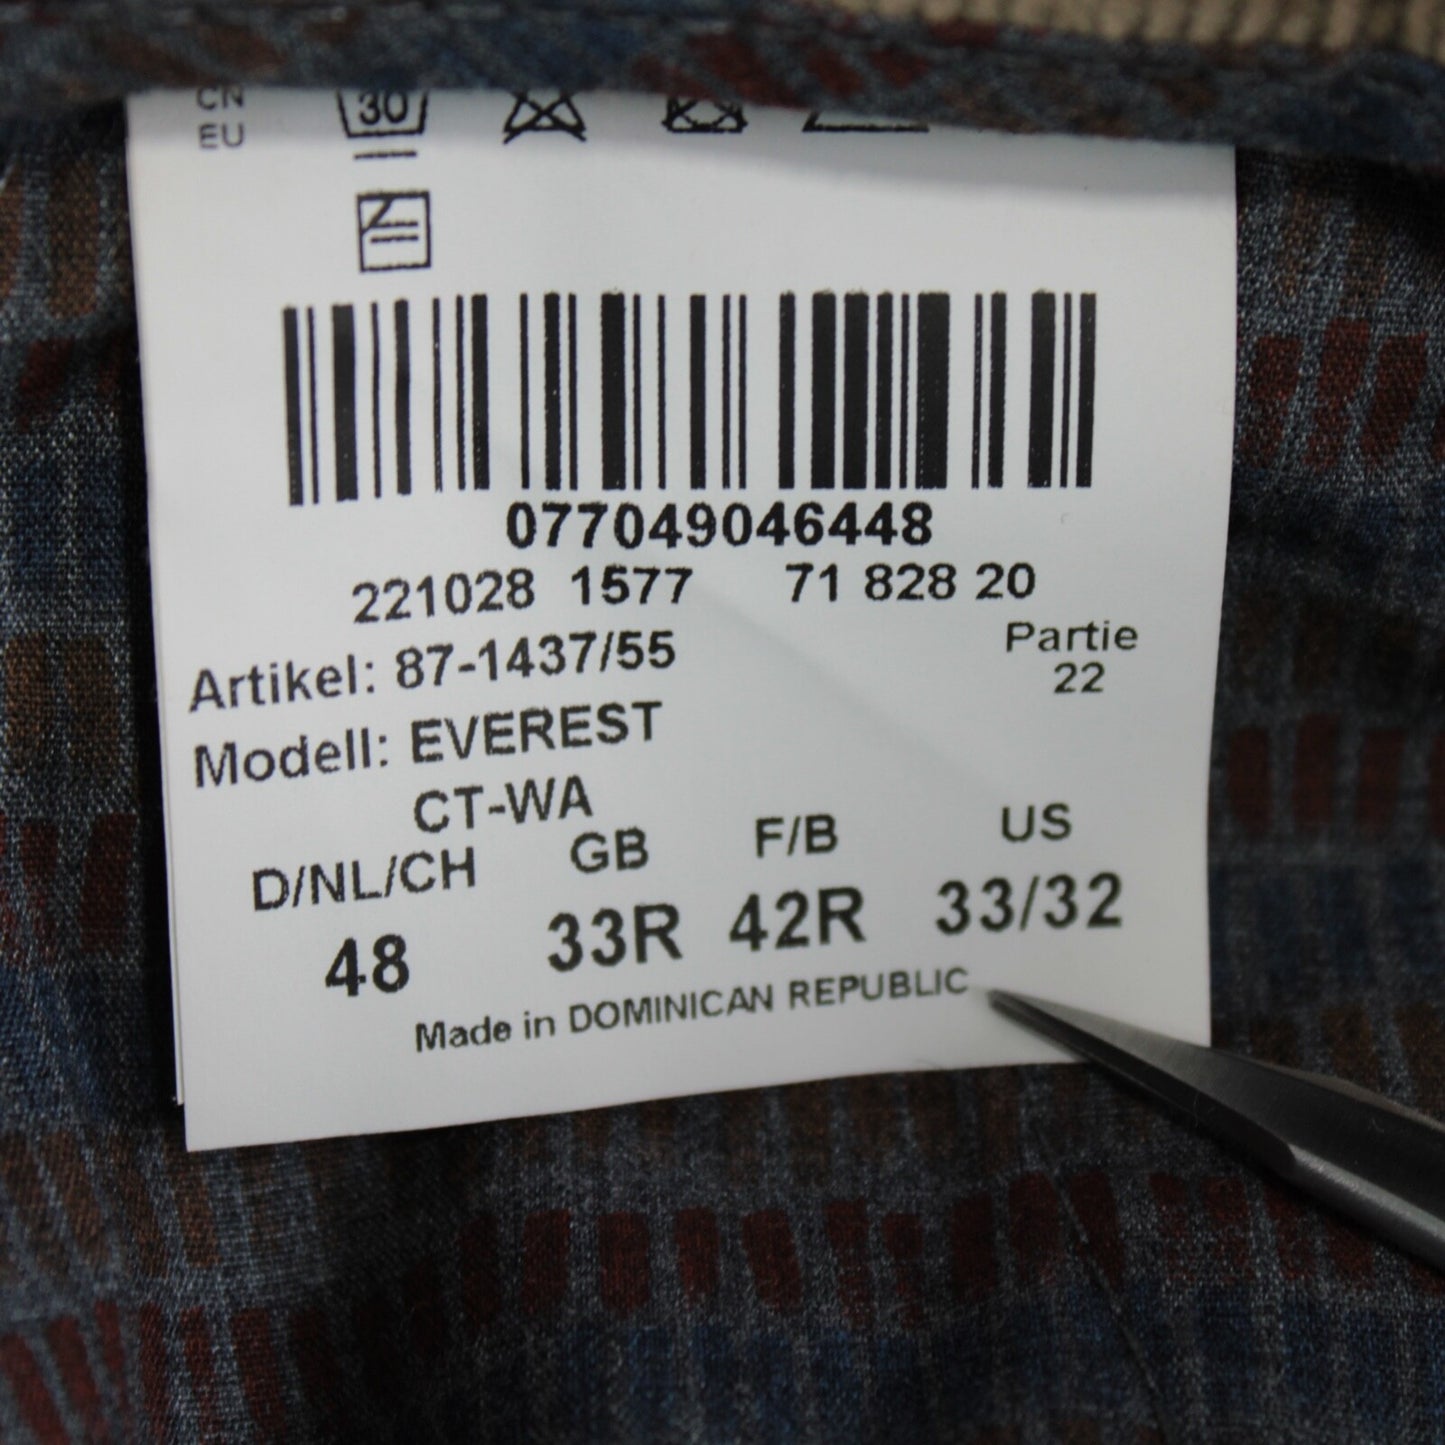 CN
EU
30
077049046448
221028 1577 71 828 20
Partie
22
Artikel: 87-1437/55
Modell: EVEREST
CT-WA
D/NL/CH GB F/B US
48 33R 42R 33/32
Made in DOMINICAN REPUBLIC